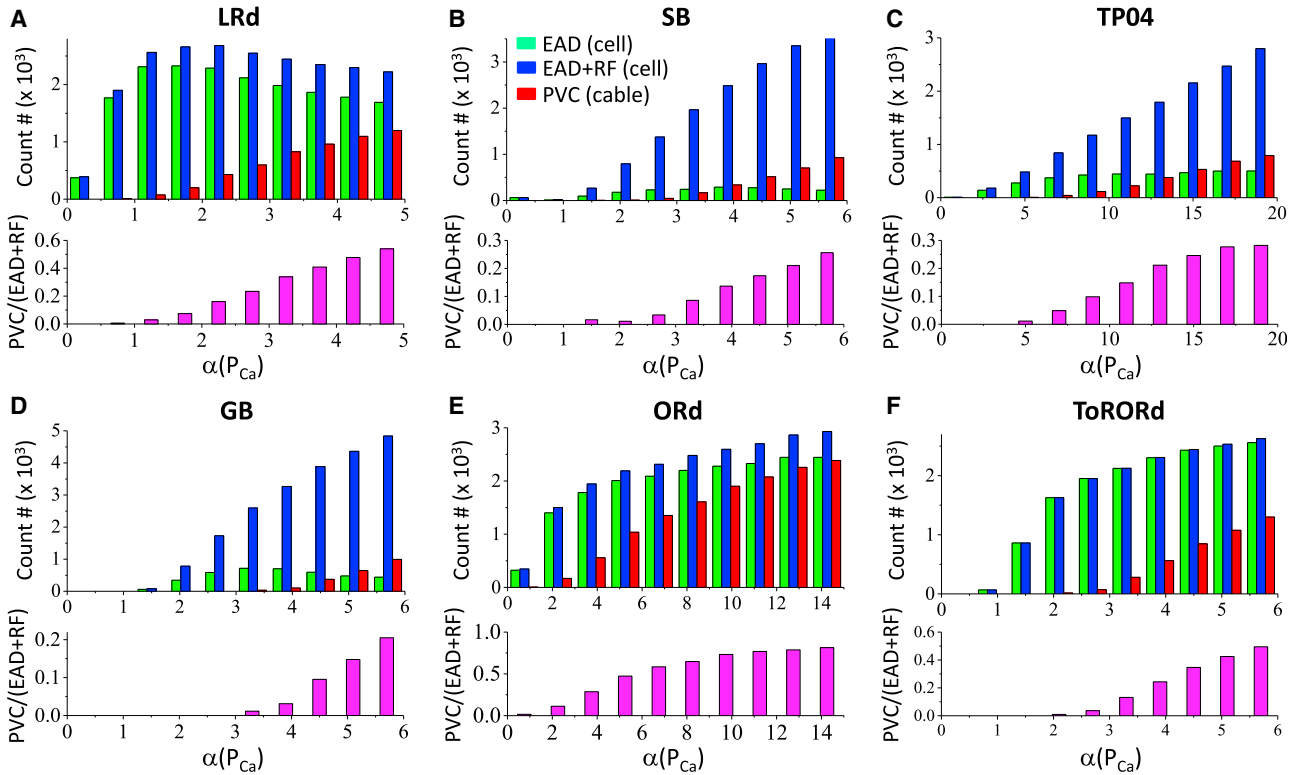 A
LRd
Count # (x 10³)
2
1
0
0 1 2 3 4 5
PVC/(EAD+RF)
0.6
0.4
0.2
0.0
0 1 2 3 4 5
α(P_Ca)
B
SB
EAD (cell)
EAD+RF (cell)
PVC (cable)
Count # (x 10³)
3
2
1
0
0 1 2 3 4 5 6
PVC/(EAD+RF)
0.3
0.2
0.1
0.0
0 1 2 3 4 5 6
α(P_Ca)
C
TP04
Count # (x 10³)
3
2
1
0
0 5 10 15 20
PVC/(EAD+RF)
0.3
0.2
0.1
0.0
5 10 15 20
α(P_Ca)
D
GB
Count # (x 10³)
5
4
3
2
1
0
0 1 2 3 4 5 6
PVC/(EAD+RF)
0.2
0.1
0.0
0 1 2 3 4 5 6
α(P_Ca)
E
ORd
Count # (x 10³)
3
2
1
0
0 2 4 6 8 10 12 14
PVC/(EAD+RF)
1.0
0.5
0.0
0 2 4 6 8 10 12 14
α(P_Ca)
F
ToRORd
Count # (x 10³)
2
1
0
0 1 2 3 4 5 6
PVC/(EAD+RF)
0.6
0.4
0.2
0.0
0 1 2 3 4 5 6
α(P_Ca)